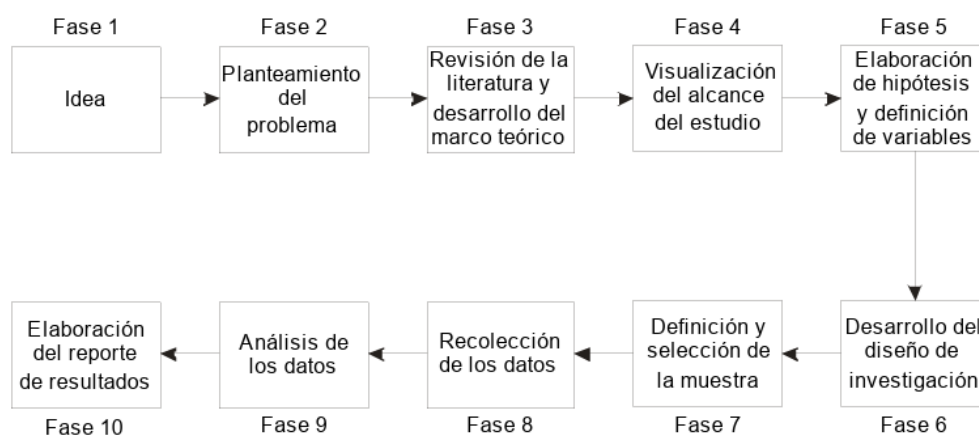 Fase 1
Idea
Fase 2
Planteamiento
del
problema
Fase 3
Revisión de la
literatura y
desarrollo del
marco teórico
Fase 4
Visualización
del alcance
del estudio
Fase 5
Elaboración
de hipótesis
y definición
de variables
Desarrollo del
diseño de
investigación
Fase 6
Definición y
selección de
la muestra
Fase 7
Recolección
de los datos
Fase 8
Análisis de
los datos
Fase 9
Elaboración
del reporte
de resultados
Fase 10